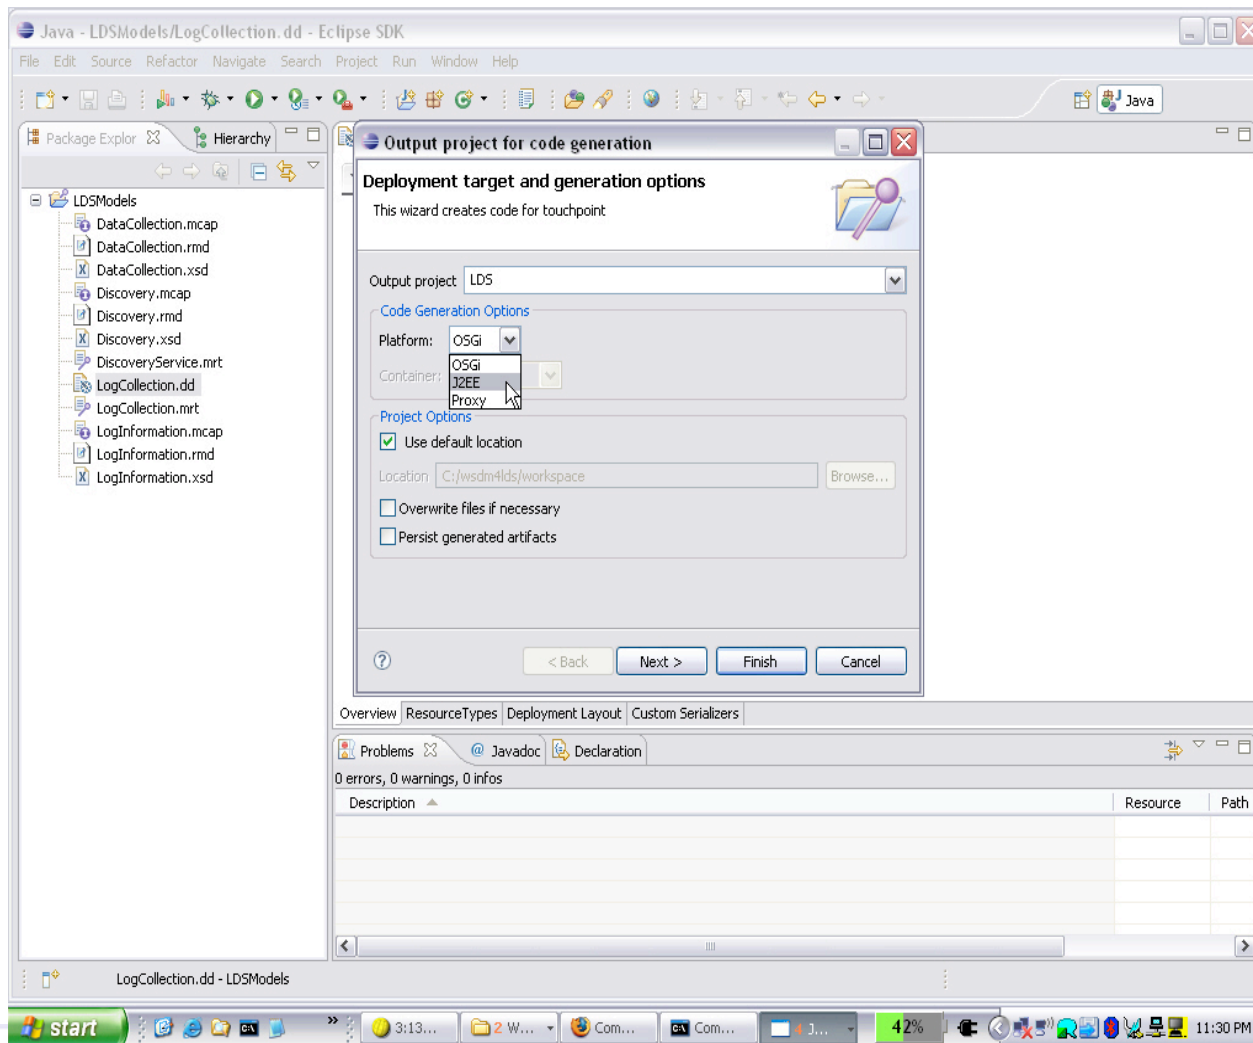 Java - LDSModels/LogCollection.dd - Eclipse SDK
File Edit Source Refactor Navigate Search Project Run Window Help
Java
Package Explor
Hierarchy
LDSModels
DataCollection.mcap
DataCollection.rmd
DataCollection.xsd
Discovery.mcap
Discovery.rmd
Discovery.xsd
DiscoveryService.mrt
LogCollection.dd
LogCollection.mrt
LogInformation.mcap
LogInformation.rmd
LogInformation.xsd
Output project for code generation
Deployment target and generation options
This wizard creates code for touchpoint
Output project LDS
Code Generation Options
Platform: OSGi
OSGi
J2EE
Proxy
Container:
Project Options
Use default location
Location C:/wsdm4lds/workspace Browse...
Overwrite files if necessary
Persist generated artifacts
< Back Next > Finish Cancel
Overview ResourceTypes Deployment Layout Custom Serializers
Problems @ Javadoc Declaration
0 errors, 0 warnings, 0 infos
Description Resource Path
LogCollection.dd - LDSModels
start » 3:13... 2 W... Com... Com... 4 J... 42% 11:30 PM